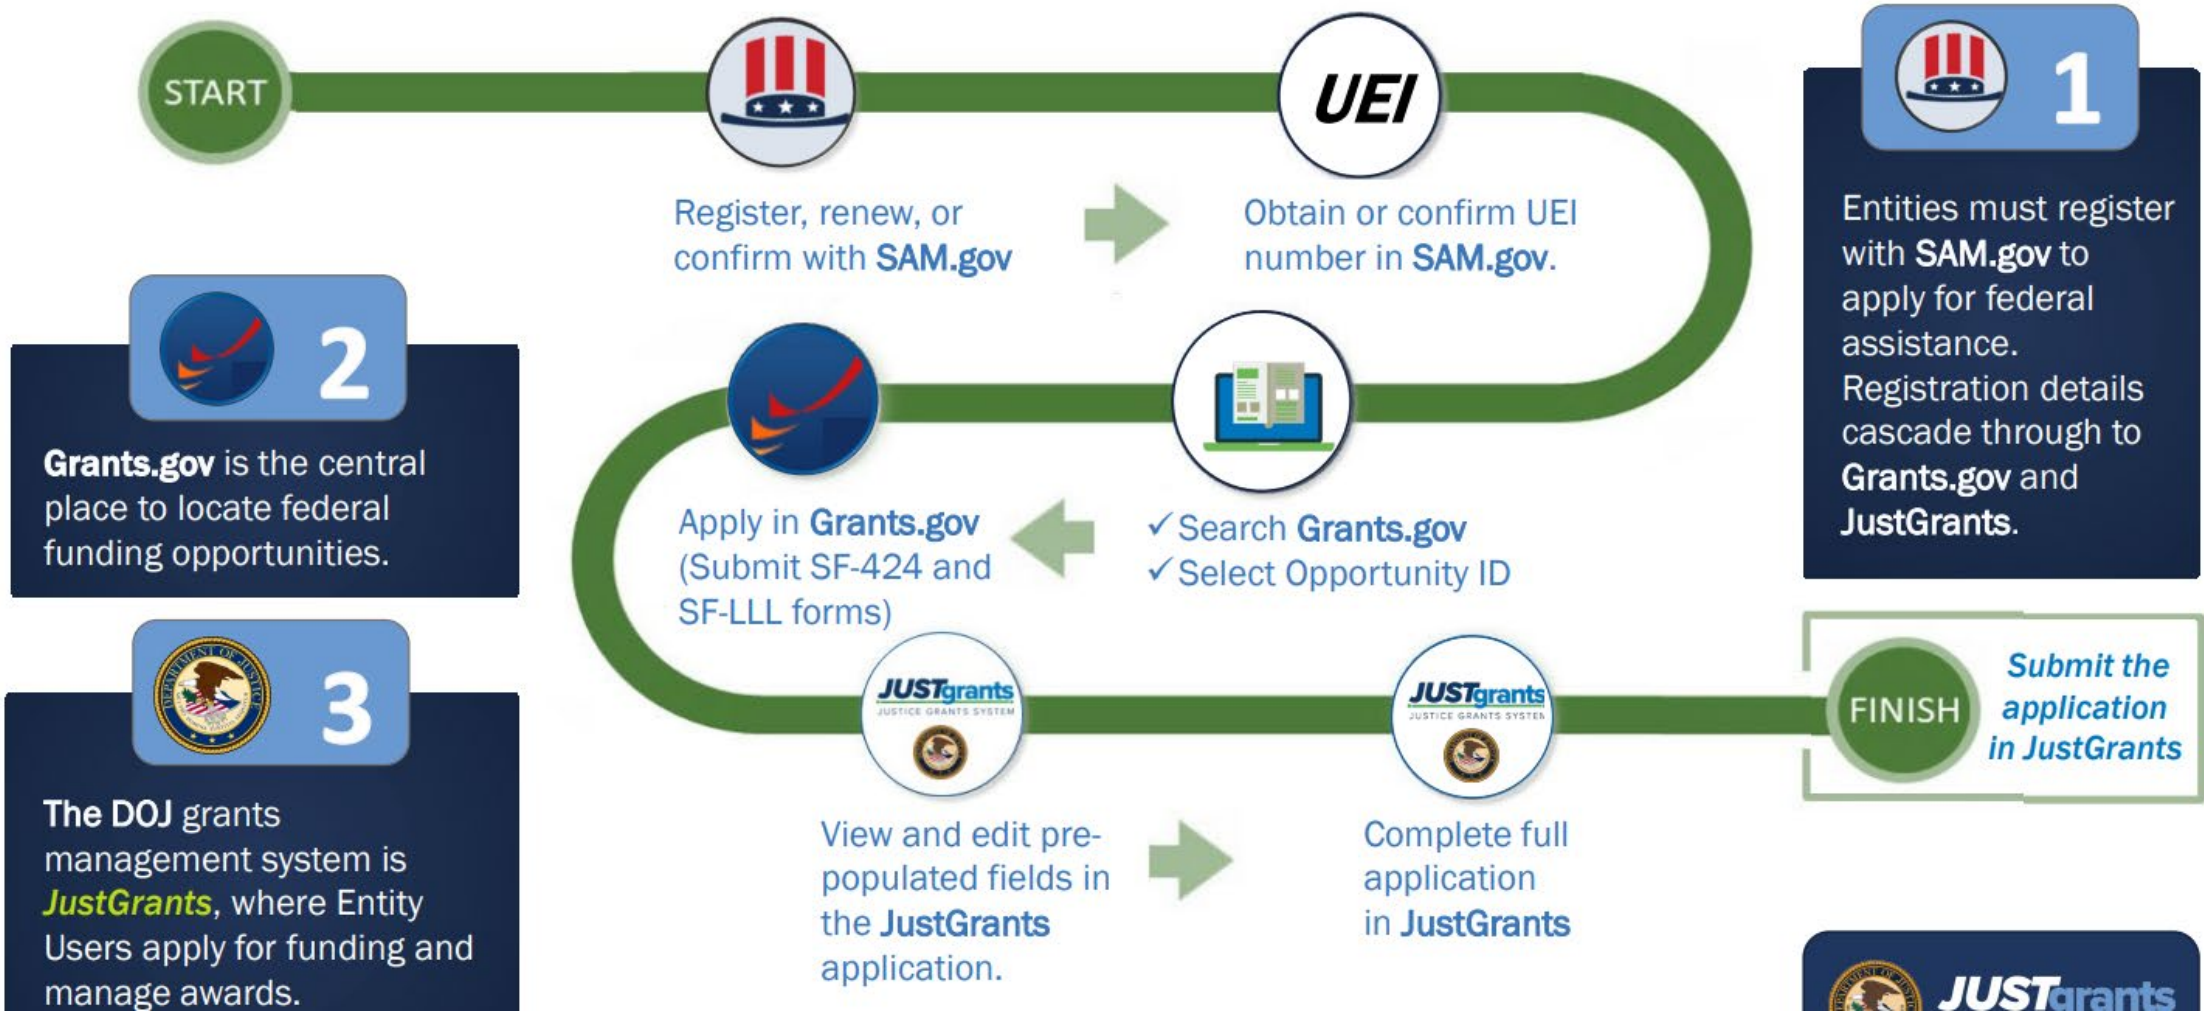 START
UEI
Register, renew, or
confirm with SAM.gov
Obtain or confirm UEI
number in SAM.gov.
1
Entities must register
with SAM.gov to
apply for federal
assistance.
Registration details
cascade through to
Grants.gov and
JustGrants.
2
Grants.gov is the central
place to locate federal
funding opportunities.
Apply in Grants.gov
(Submit SF-424 and
SF-LLL forms)
✓ Search Grants.gov
✓ Select Opportunity ID
DEPARTMENT OF JUSTICE
3
The DOJ grants
management system is
JustGrants, where Entity
Users apply for funding and
manage awards.
JUSTgrants
JUSTICE GRANTS SYSTEM
View and edit pre-
populated fields in
the JustGrants
application.
JUSTgrants
JUSTICE GRANTS SYSTEM
Complete full
application
in JustGrants
FINISH
Submit the
application
in JustGrants
JUSTgrants